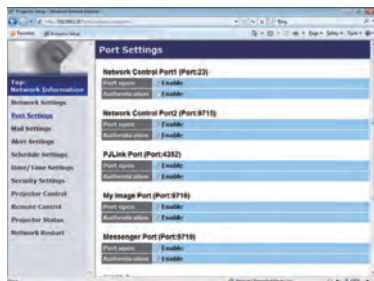 Port Settings
Top:
Network Information
Network Settings
Port Settings
Mail Settings
Alert Settings
Schedule Settings
Date/Time Settings
Security Settings
Projector Control
Remote Control
Projector Status
Network Restart
Network Control Port1 (Port:23)
Port open Enable
Authentication Enable
Network Control Port2 (Port:9715)
Port open Enable
Authentication Enable
PJLink Port (Port:4352)
Port open Enable
Authentication Enable
My Image Port (Port:9716)
Port open Enable
Authentication Enable
Messenger Port (Port:9719)
Port open Enable
Authentication Enable